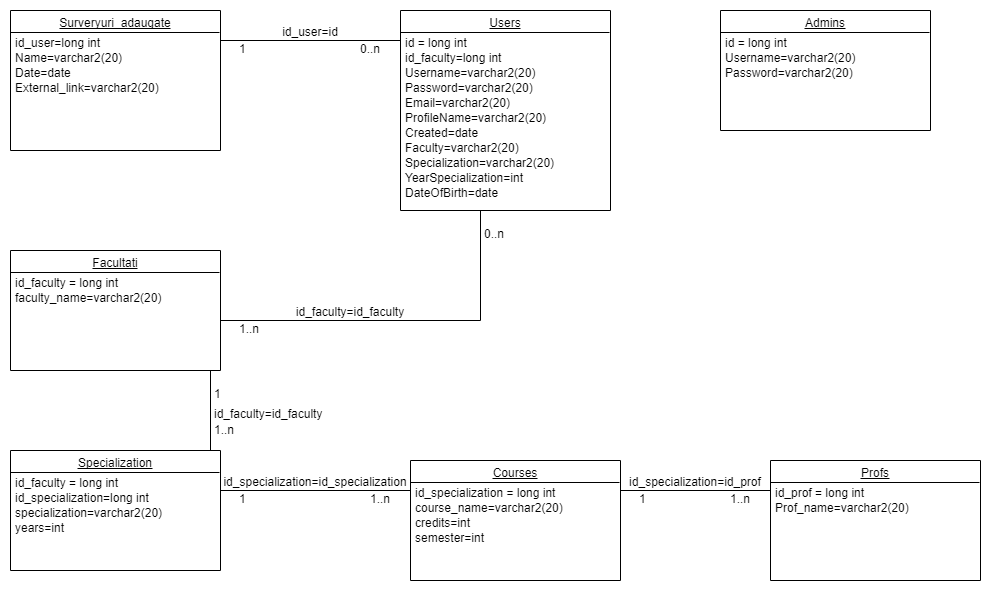 Surveryuri_adaugate
id_user=long int
Name=varchar2(20)
Date=date
External_link=varchar2(20)
id_user=id
1
0..n
Users
id = long int
id_faculty=long int
Username=varchar2(20)
Password=varchar2(20)
Email=varchar2(20)
ProfileName=varchar2(20)
Created=date
Faculty=varchar2(20)
Specialization=varchar2(20)
YearSpecialization=int
DateOfBirth=date
Admins
id = long int
Username=varchar2(20)
Password=varchar2(20)
0..n
Facultati
id_faculty = long int
faculty_name=varchar2(20)
id_faculty=id_faculty
1..n
1
id_faculty=id_faculty
1..n
Specialization
id_faculty = long int
id_specialization=long int
specialization=varchar2(20)
years=int
id_specialization=id_specialization
1
1..n
Courses
id_specialization = long int
course_name=varchar2(20)
credits=int
semester=int
id_specialization=id_prof
1
1..n
Profs
id_prof = long int
Prof_name=varchar2(20)